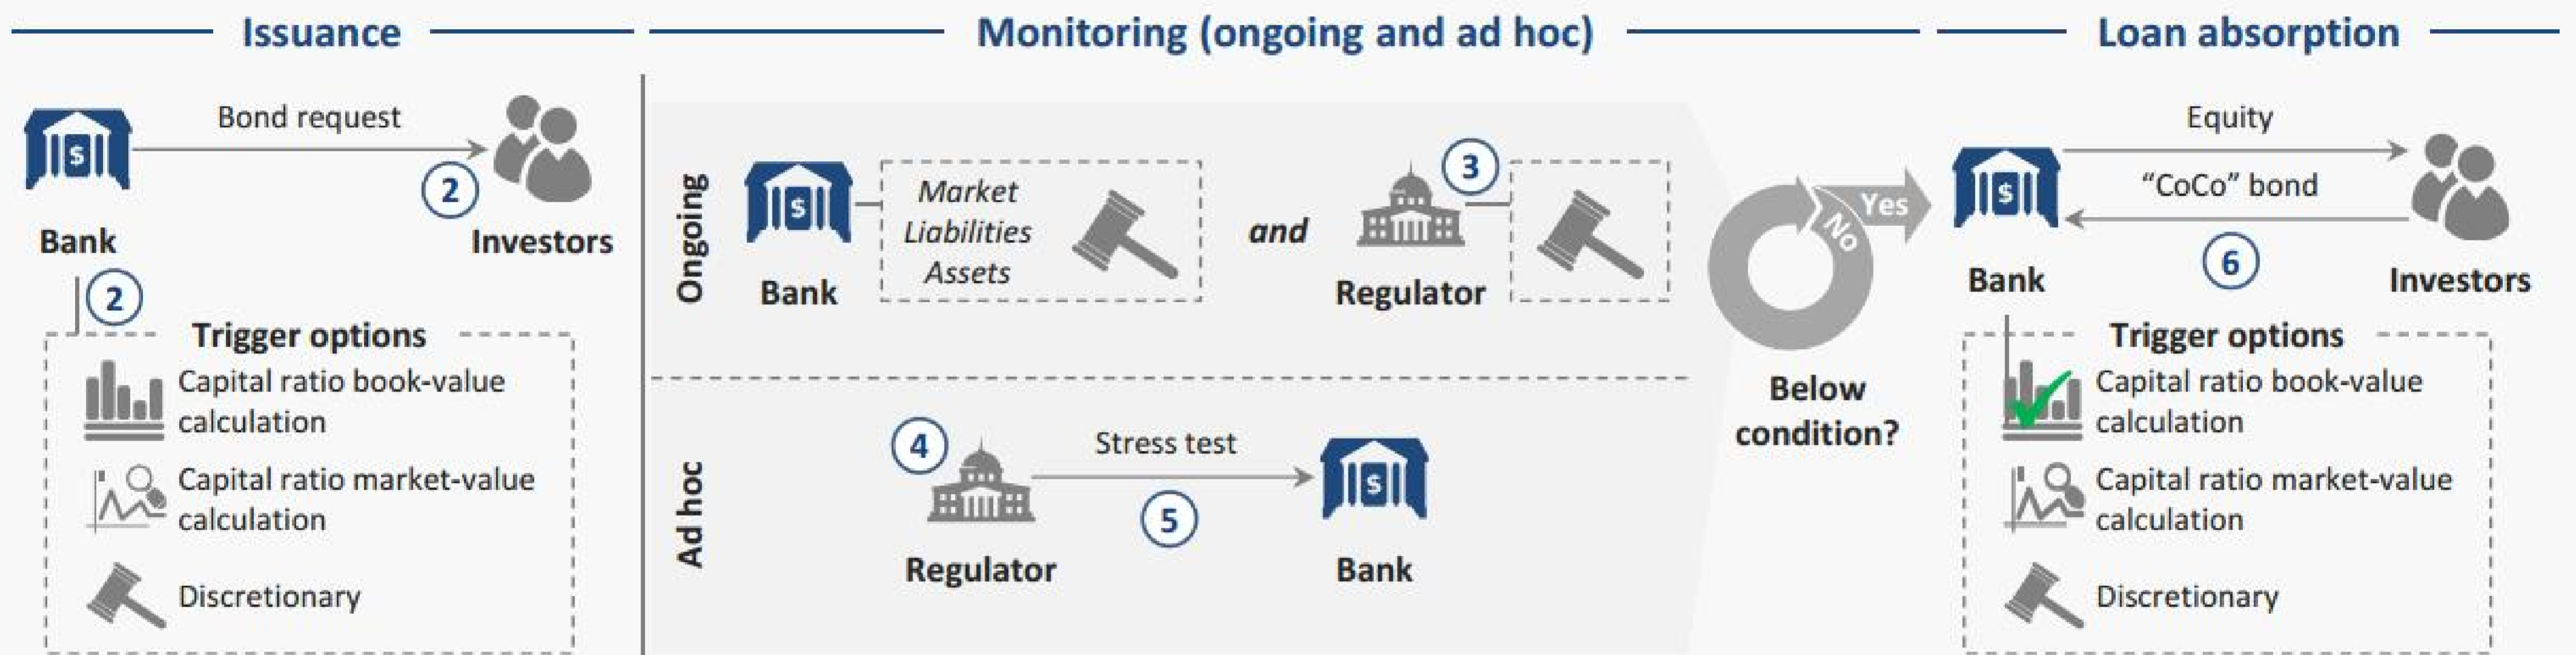 Issuance
Bond request
2
Bank
Investors
2
Trigger options
Capital ratio book-value
calculation
Capital ratio market-value
calculation
Discretionary
Monitoring (ongoing and ad hoc)
Ongoing
$
Bank
Market
Liabilities
Assets
and
3
Regulator
Ad hoc
4
Regulator
Stress test
5
$
Bank
Yes
No
Below
condition?
Loan absorption
$
Bank
Equity
“CoCo” bond
6
Investors
Trigger options
Capital ratio book-value
calculation
Capital ratio market-value
calculation
Discretionary